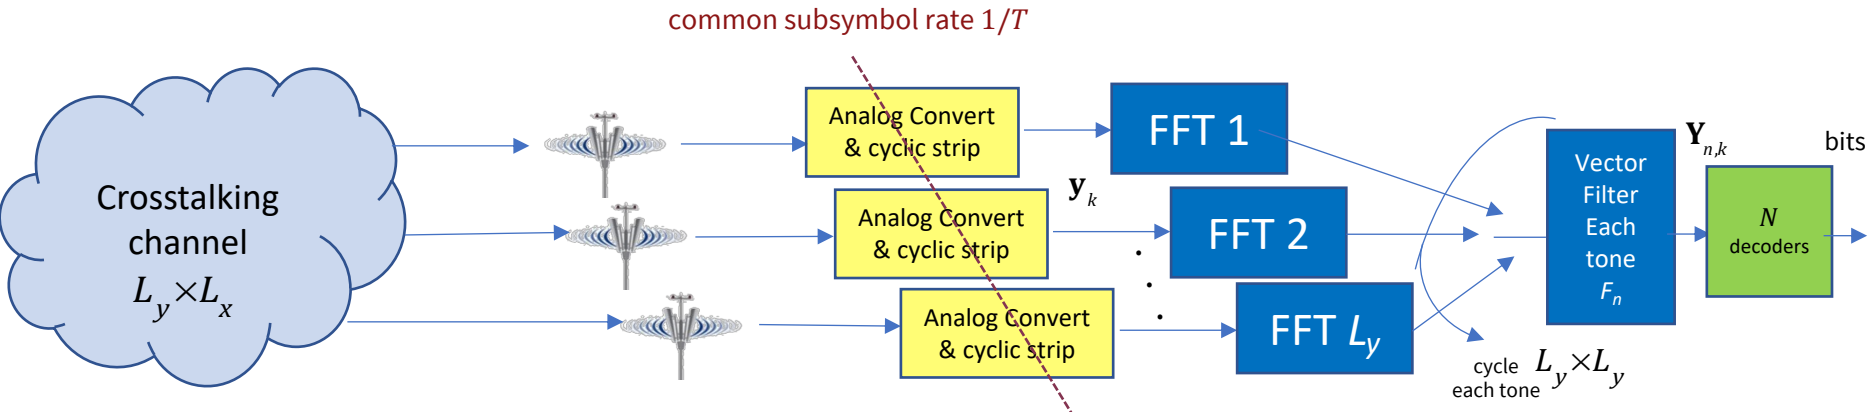 common subsymbol rate 1/T
Crosstalking
channel
L_y×L_x
Analog Convert
& cyclic strip
Analog Convert
& cyclic strip
Analog Convert
& cyclic strip
y_k
FFT 1
FFT 2
FFT L_y
cycle L_y×L_y
each tone
Vector
Filter
Each
tone
F_n
Y_{n,k}
N
decoders
bits